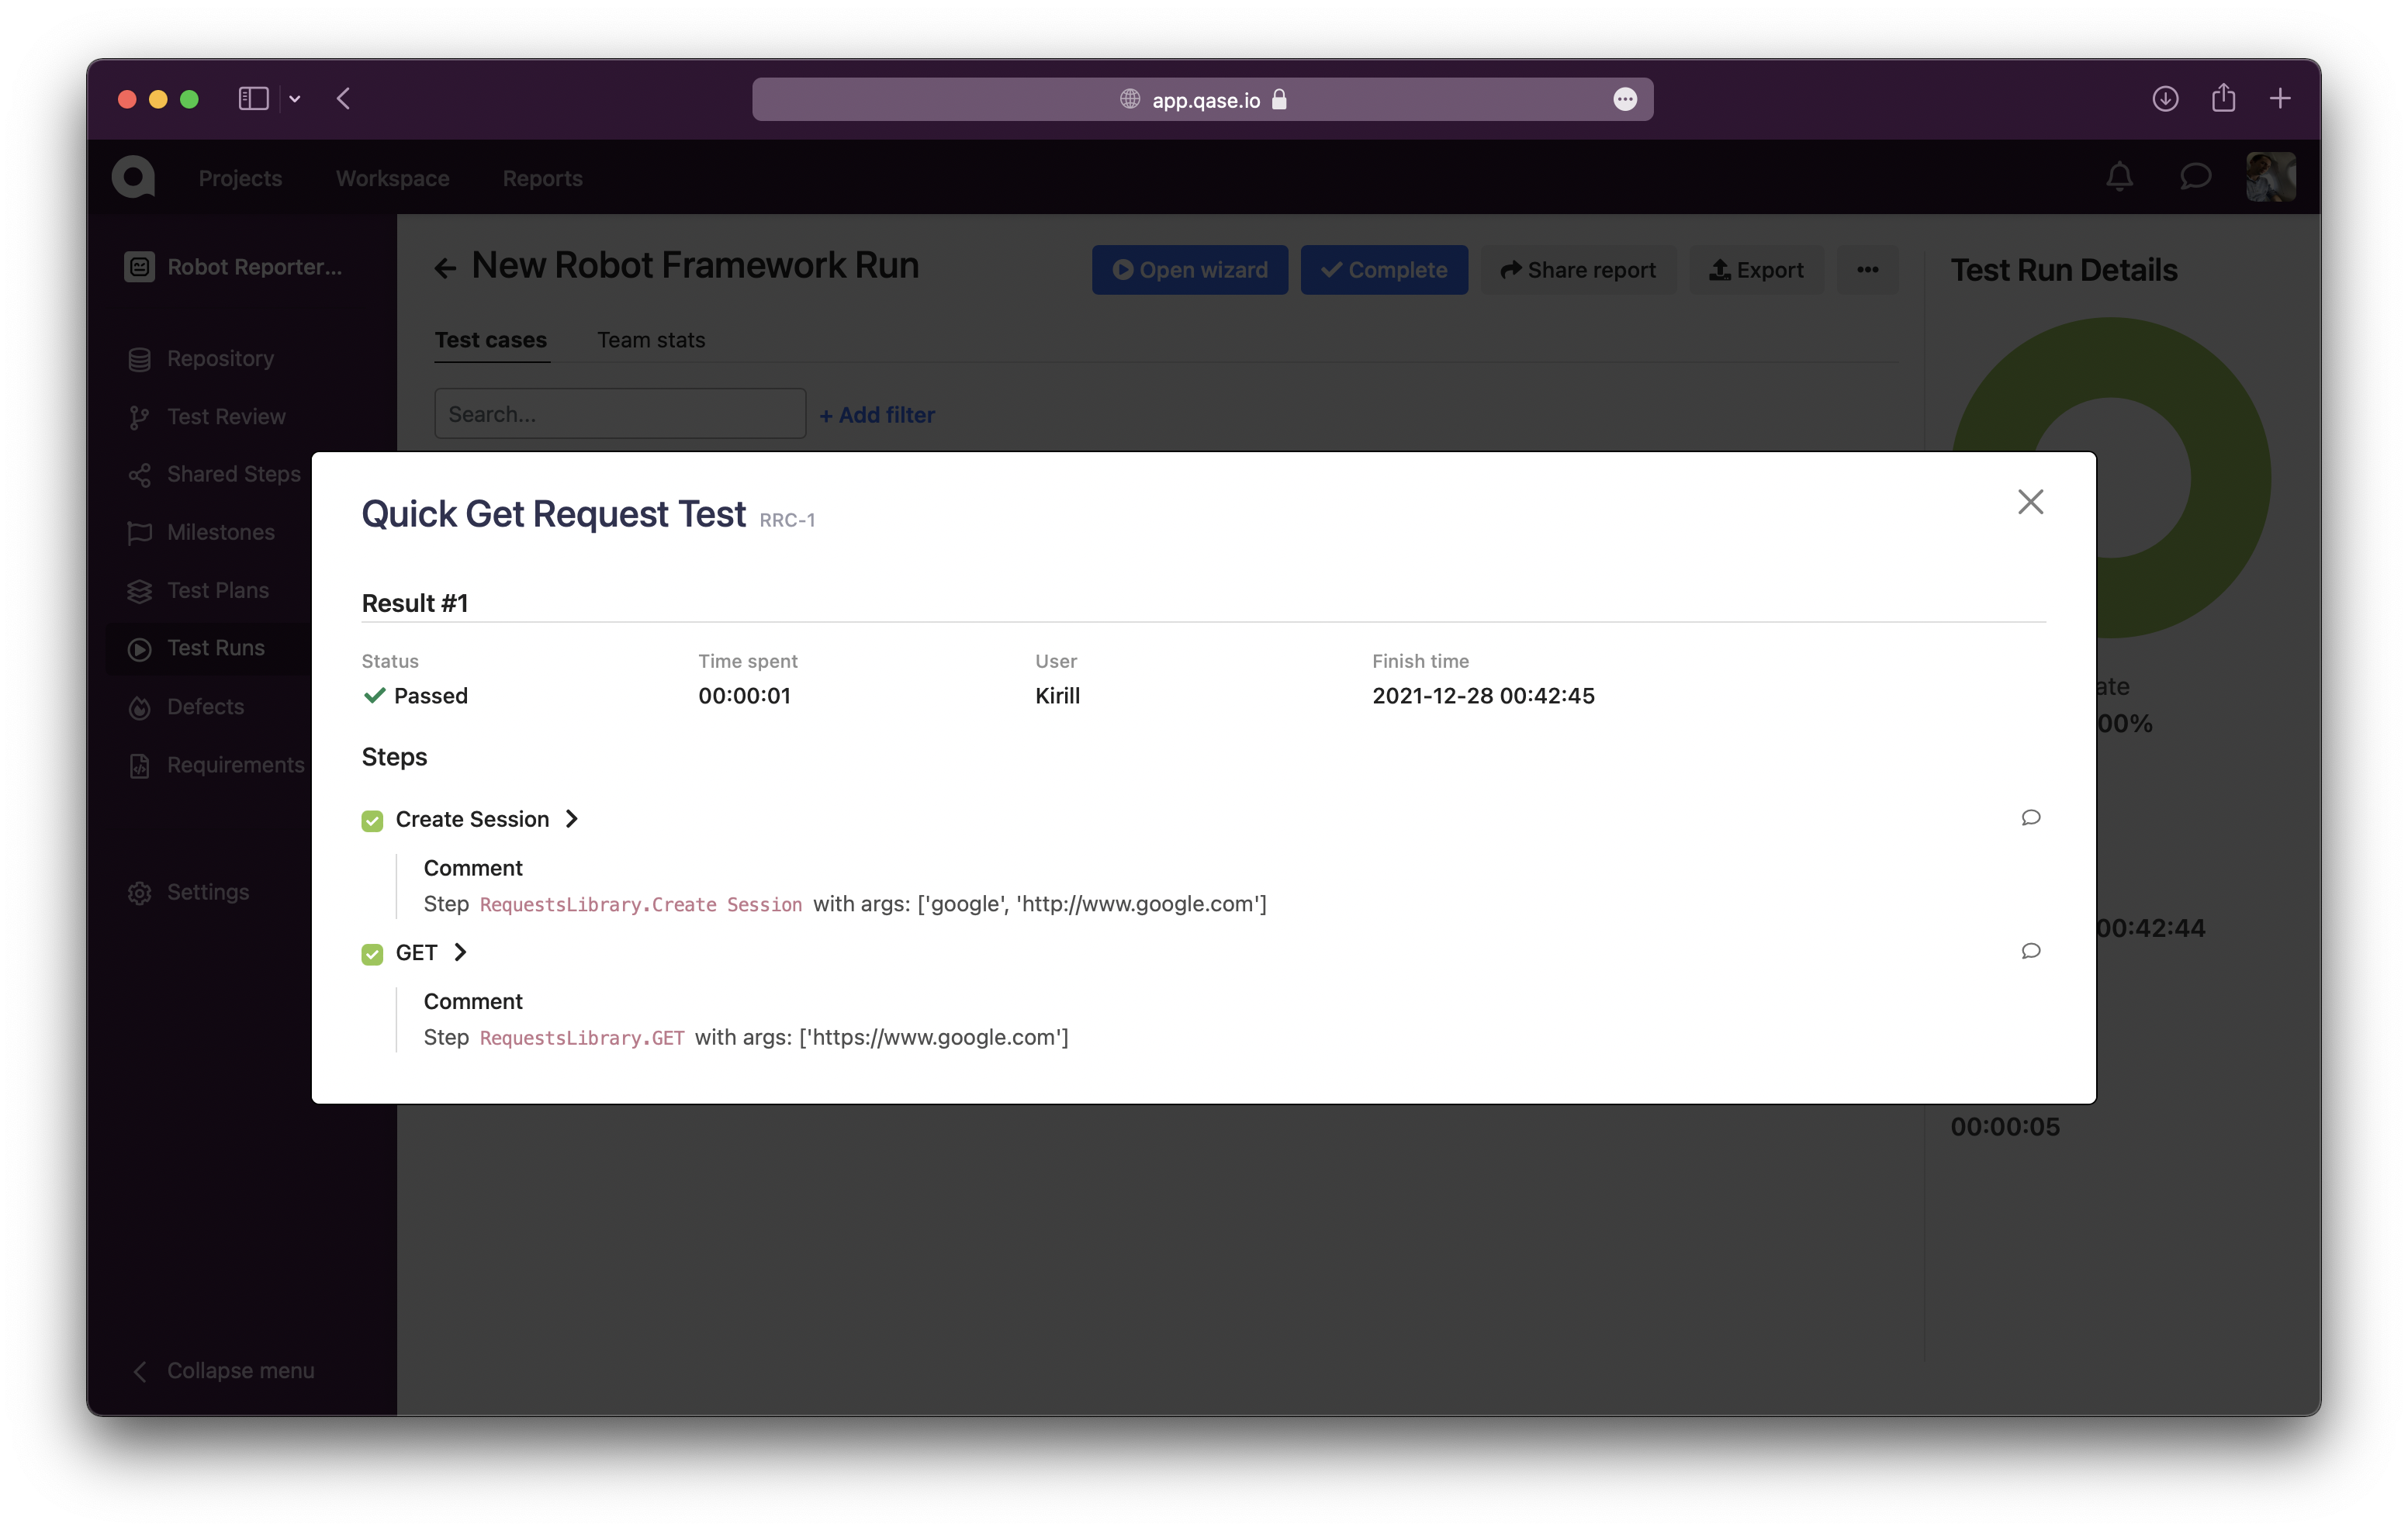 app.qase.io
Projects Workspace Reports
Robot Reporter...
New Robot Framework Run
Open wizard
Complete
Share report
Export
Test Run Details
Test cases Team stats
Search...
+ Add filter
Repository
Test Review
Shared Steps
Milestones
Test Plans
Test Runs
Defects
Requirements
Settings
Collapse menu
Quick Get Request Test RRC-1
Result #1
Status Time spent User Finish time
Passed 00:00:01 Kirill 2021-12-28 00:42:45
Steps
Create Session
Comment
Step RequestsLibrary.Create Session with args: ['google', 'http://www.google.com']
GET
Comment
Step RequestsLibrary.GET with args: ['https://www.google.com']
ate
00%
00:42:44
00:00:05